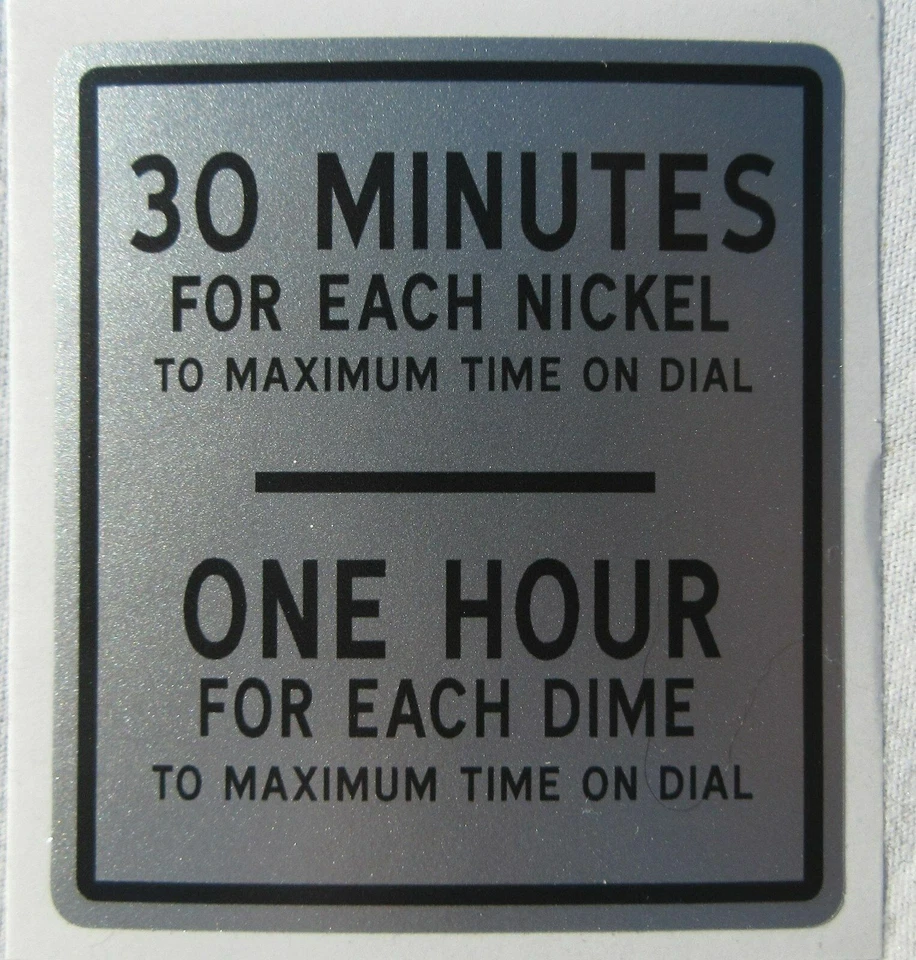 30 MINUTES
FOR EACH NICKEL
TO MAXIMUM TIME ON DIAL
ONE HOUR
FOR EACH DIME
TO MAXIMUM TIME ON DIAL